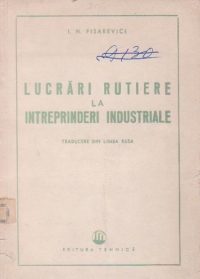 I. N. PISAREVICI
LUCRĂRI RUTIERE
LA
INTREPRINDERI INDUSTRIALE
TRADUCERE DIN LIMBA RUSĂ
EDITURA TEHNICĂ